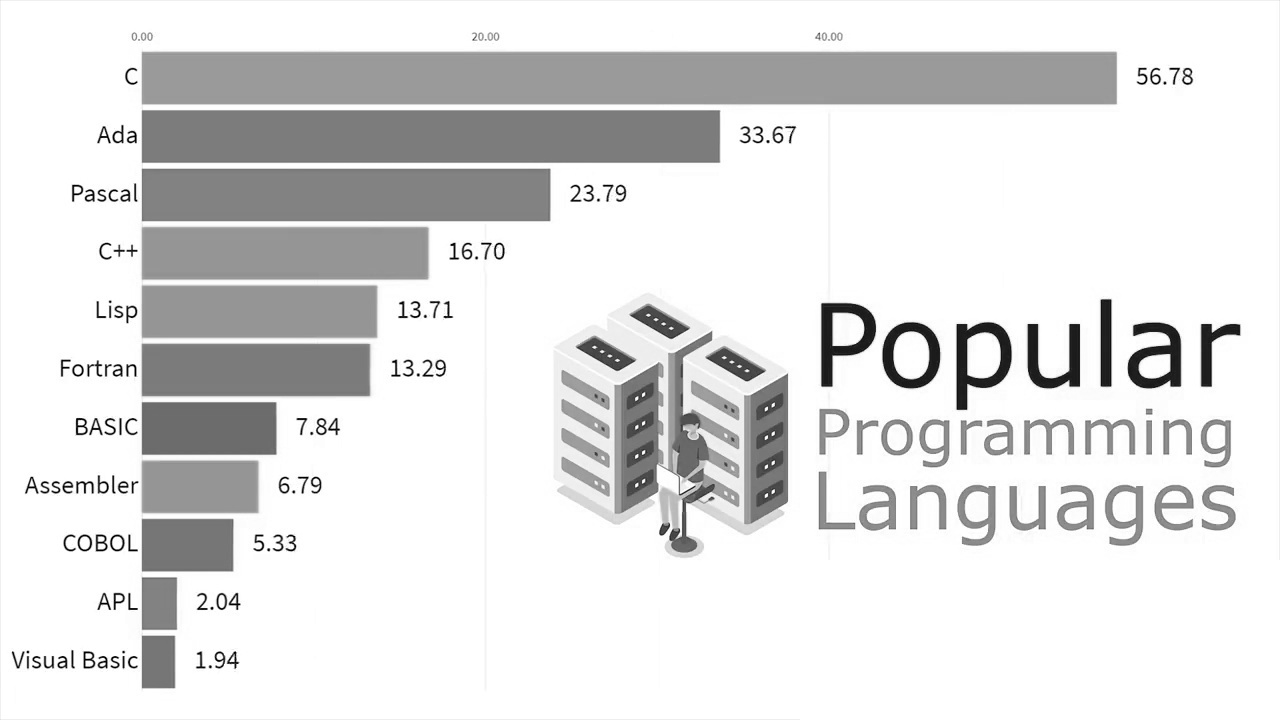 0.00 20.00 40.00
C 56.78
Ada 33.67
Pascal 23.79
C++ 16.70
Lisp 13.71
Fortran 13.29
BASIC 7.84
Assembler 6.79
COBOL 5.33
APL 2.04
Visual Basic 1.94
Popular
Programming
Languages